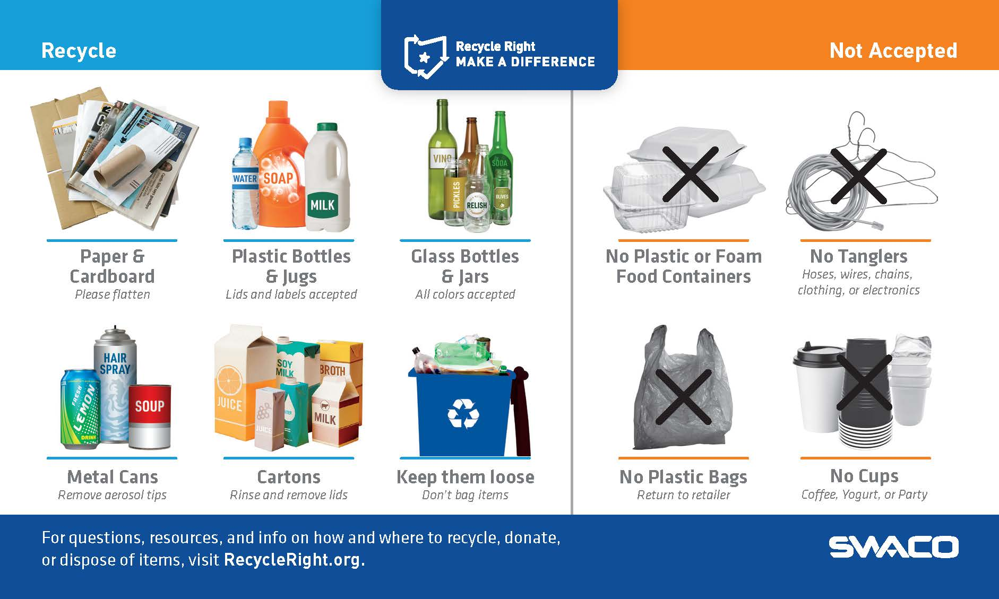 Recycle
Recycle Right
MAKE A DIFFERENCE
Not Accepted
WATER
SOAP
MILK
VINO
SODA
PICKLES
RELISH
OLIVES
Paper &
Cardboard
Please flatten
Plastic Bottles
& Jugs
Lids and labels accepted
Glass Bottles
& Jars
All colors accepted
No Plastic or Foam
Food Containers
No Tanglers
Hoses, wires, chains,
clothing, or electronics
HAIR
SPRAY
FRESH
LEMON
DRINK
SOUP
JUICE
SOY
MILK
BROTH
JUICE
MILK
Metal Cans
Remove aerosol tips
Cartons
Rinse and remove lids
Keep them loose
Don't bag items
No Plastic Bags
Return to retailer
No Cups
Coffee, Yogurt, or Party
For questions, resources, and info on how and where to recycle, donate,
or dispose of items, visit RecycleRight.org.
SWACO